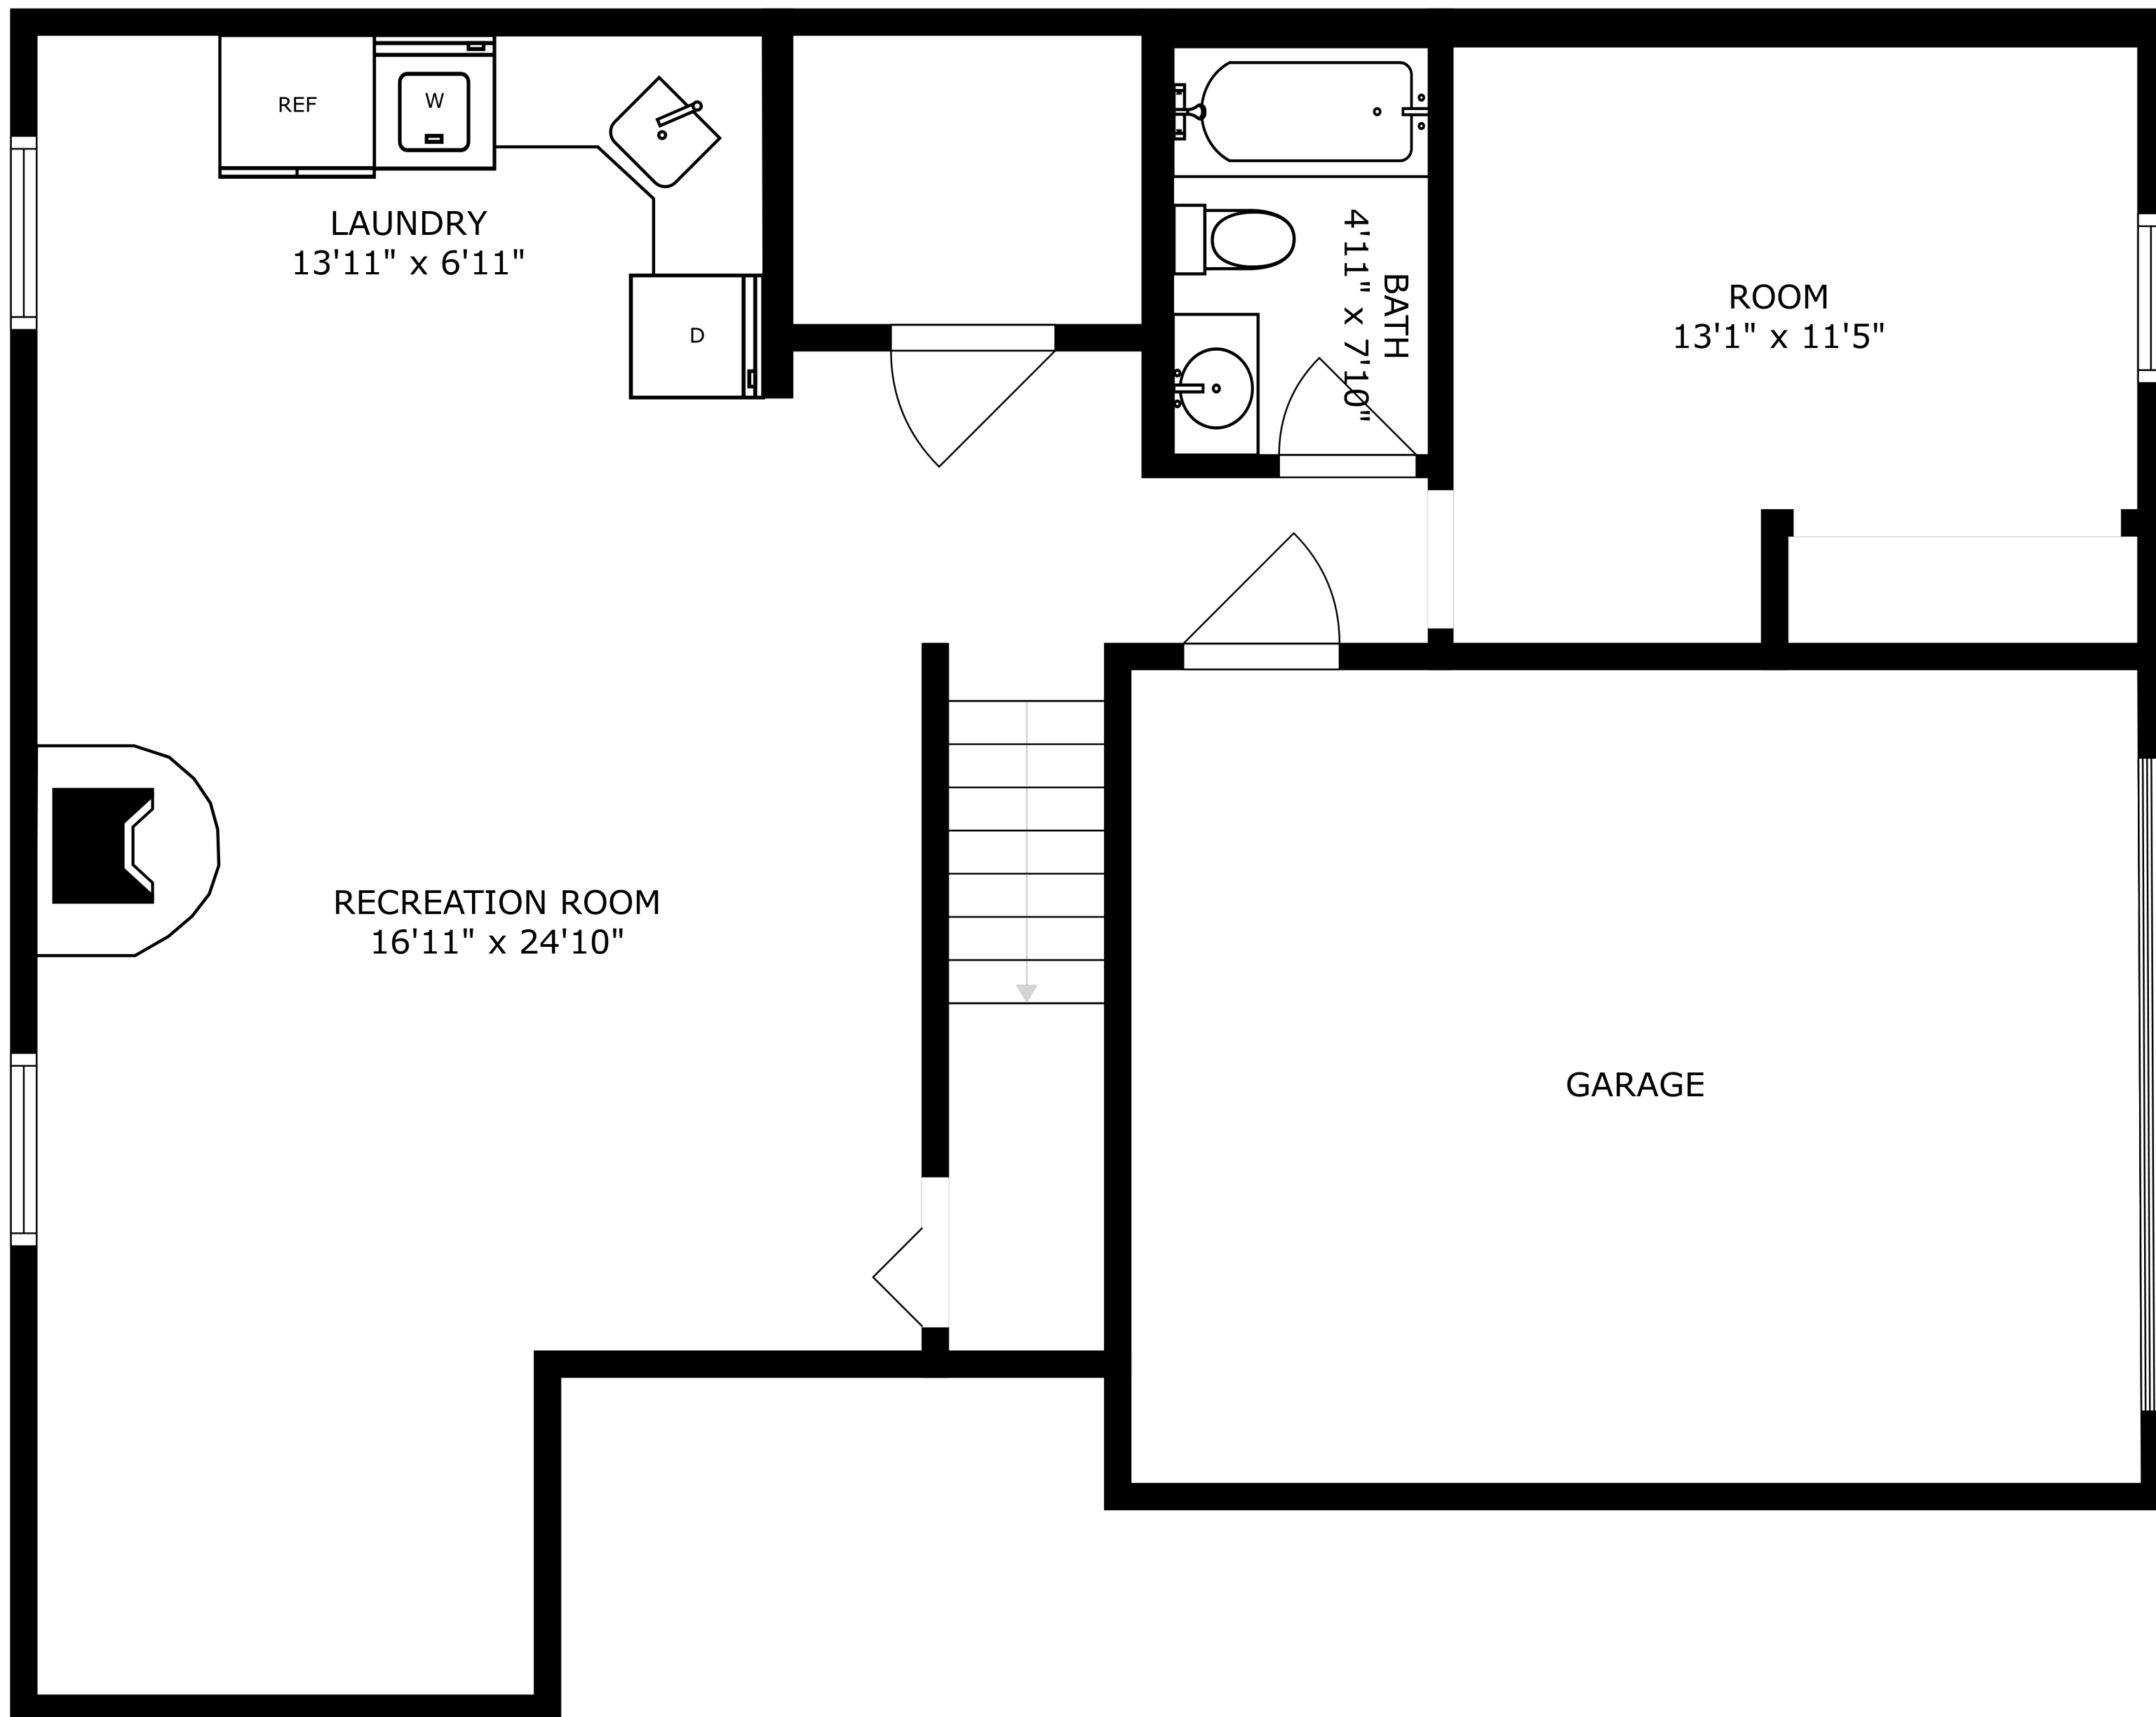 REF
W
LAUNDRY
13'11" x 6'11"
D
BATH
4'11" x 7'10"
ROOM
13'1" x 11'5"
RECREATION ROOM
16'11" x 24'10"
GARAGE